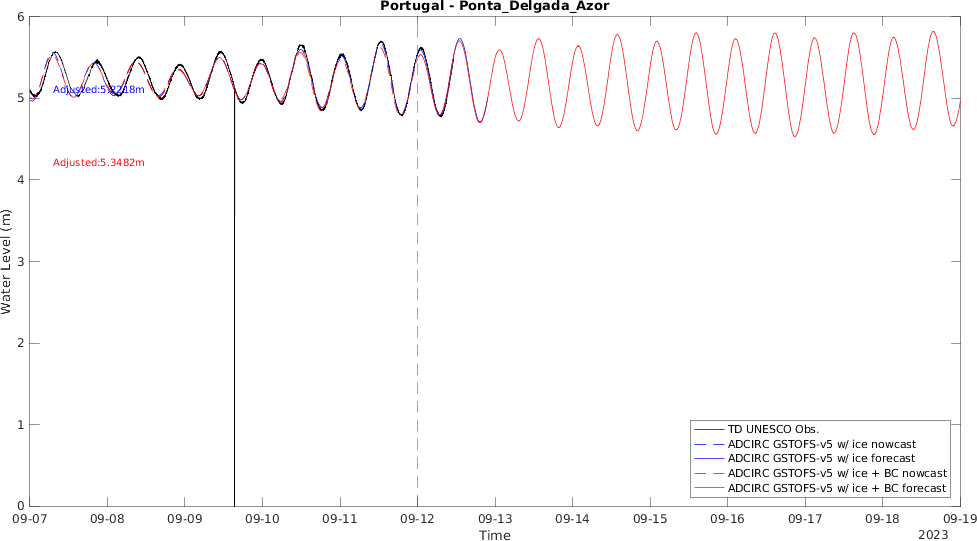 Portugal - Ponta_Delgada_Azor
6
5
4
3
2
1
0
Water Level (m)
Adjusted:5.3482m
TD UNESCO Obs.
ADCIRC GSTOFS-v5 w/ ice nowcast
ADCIRC GSTOFS-v5 w/ ice forecast
ADCIRC GSTOFS-v5 w/ ice + BC nowcast
ADCIRC GSTOFS-v5 w/ ice + BC forecast
09-07 09-08 09-09 09-10 09-11 09-12 09-13 09-14 09-15 09-16 09-17 09-18 09-19
Time
2023